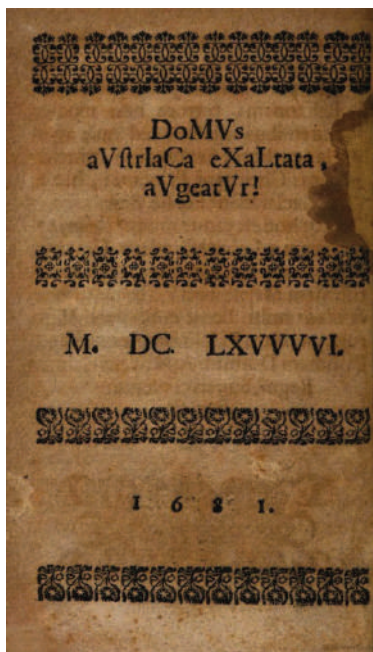 DoMVs
aVſtrIaCa eXaLtata,
aVgeatVr!
M. DC. LXVVVVI.
1 6 8 1.